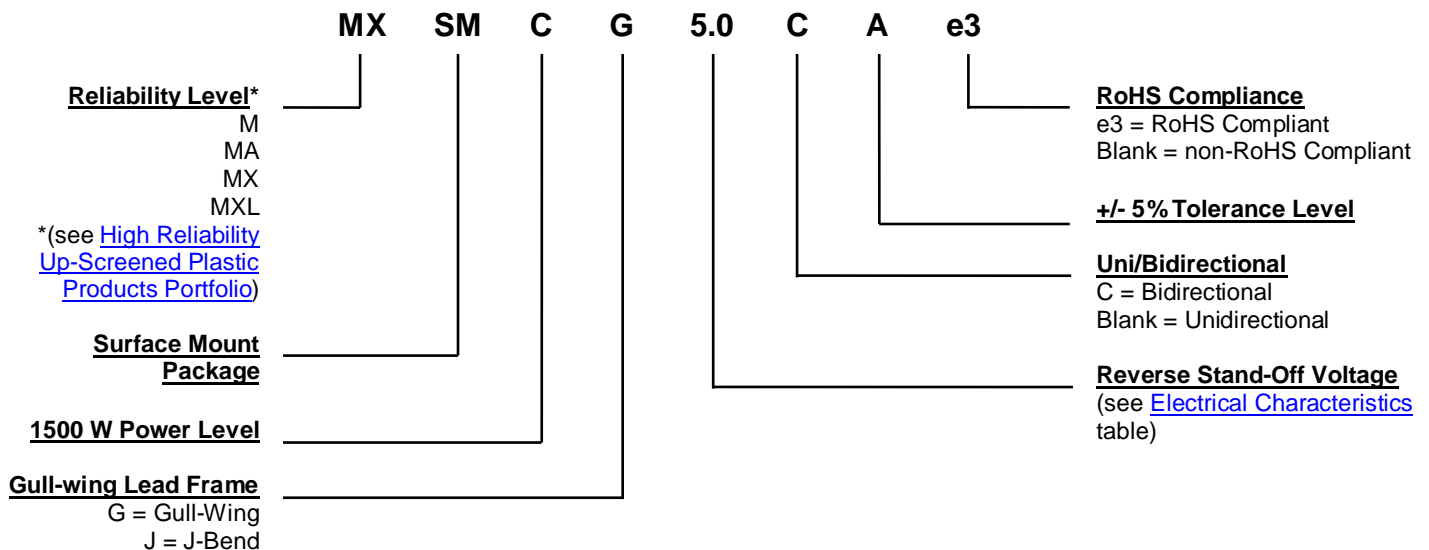 MX SM C G 5.0 C A e3
Reliability Level*
M
MA
MX
MXL
*(see High Reliability
Up-Screened Plastic
Products Portfolio)
Surface Mount
Package
1500 W Power Level
Gull-wing Lead Frame
G = Gull-Wing
J = J-Bend
RoHS Compliance
e3 = RoHS Compliant
Blank = non-RoHS Compliant
+/- 5% Tolerance Level
Uni/Bidirectional
C = Bidirectional
Blank = Unidirectional
Reverse Stand-Off Voltage
(see Electrical Characteristics
table)